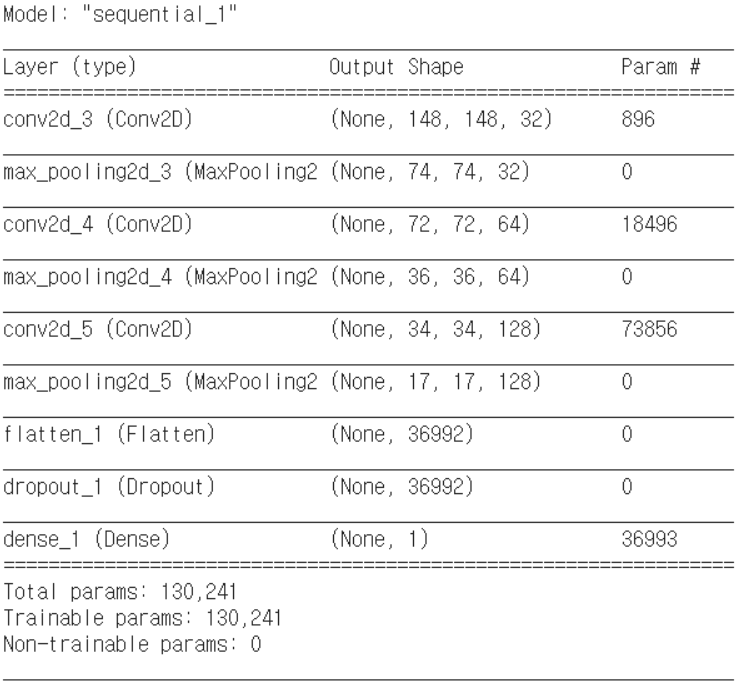 Model: "sequential_1"
_________________________________________________________________
Layer (type)                 Output Shape              Param #
=================================================================
conv2d_3 (Conv2D)            (None, 148, 148, 32)      896
_________________________________________________________________
max_pooling2d_3 (MaxPooling2 (None, 74, 74, 32)        0
_________________________________________________________________
conv2d_4 (Conv2D)            (None, 72, 72, 64)        18496
_________________________________________________________________
max_pooling2d_4 (MaxPooling2 (None, 36, 36, 64)        0
_________________________________________________________________
conv2d_5 (Conv2D)            (None, 34, 34, 128)       73856
_________________________________________________________________
max_pooling2d_5 (MaxPooling2 (None, 17, 17, 128)       0
_________________________________________________________________
flatten_1 (Flatten)          (None, 36992)             0
_________________________________________________________________
dropout_1 (Dropout)          (None, 36992)             0
_________________________________________________________________
dense_1 (Dense)              (None, 1)                 36993
=================================================================
Total params: 130,241
Trainable params: 130,241
Non-trainable params: 0
_________________________________________________________________